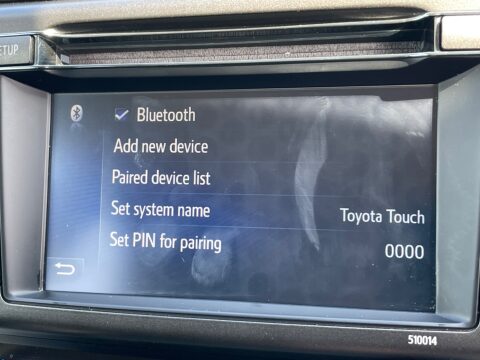 SETUP
Bluetooth
Add new device
Paired device list
Set system name Toyota Touch
Set PIN for pairing 0000
510014